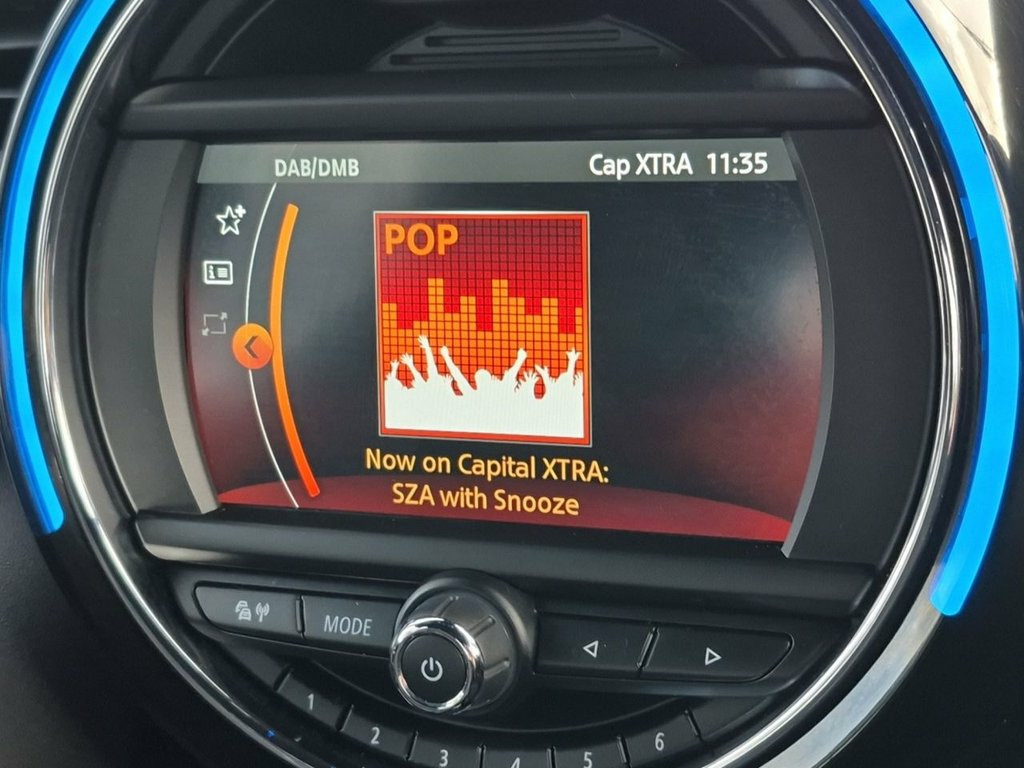 DAB/DMB Cap XTRA 11:35
POP
Now on Capital XTRA:
SZA with Snooze
MODE
1 2 3 4 5 6